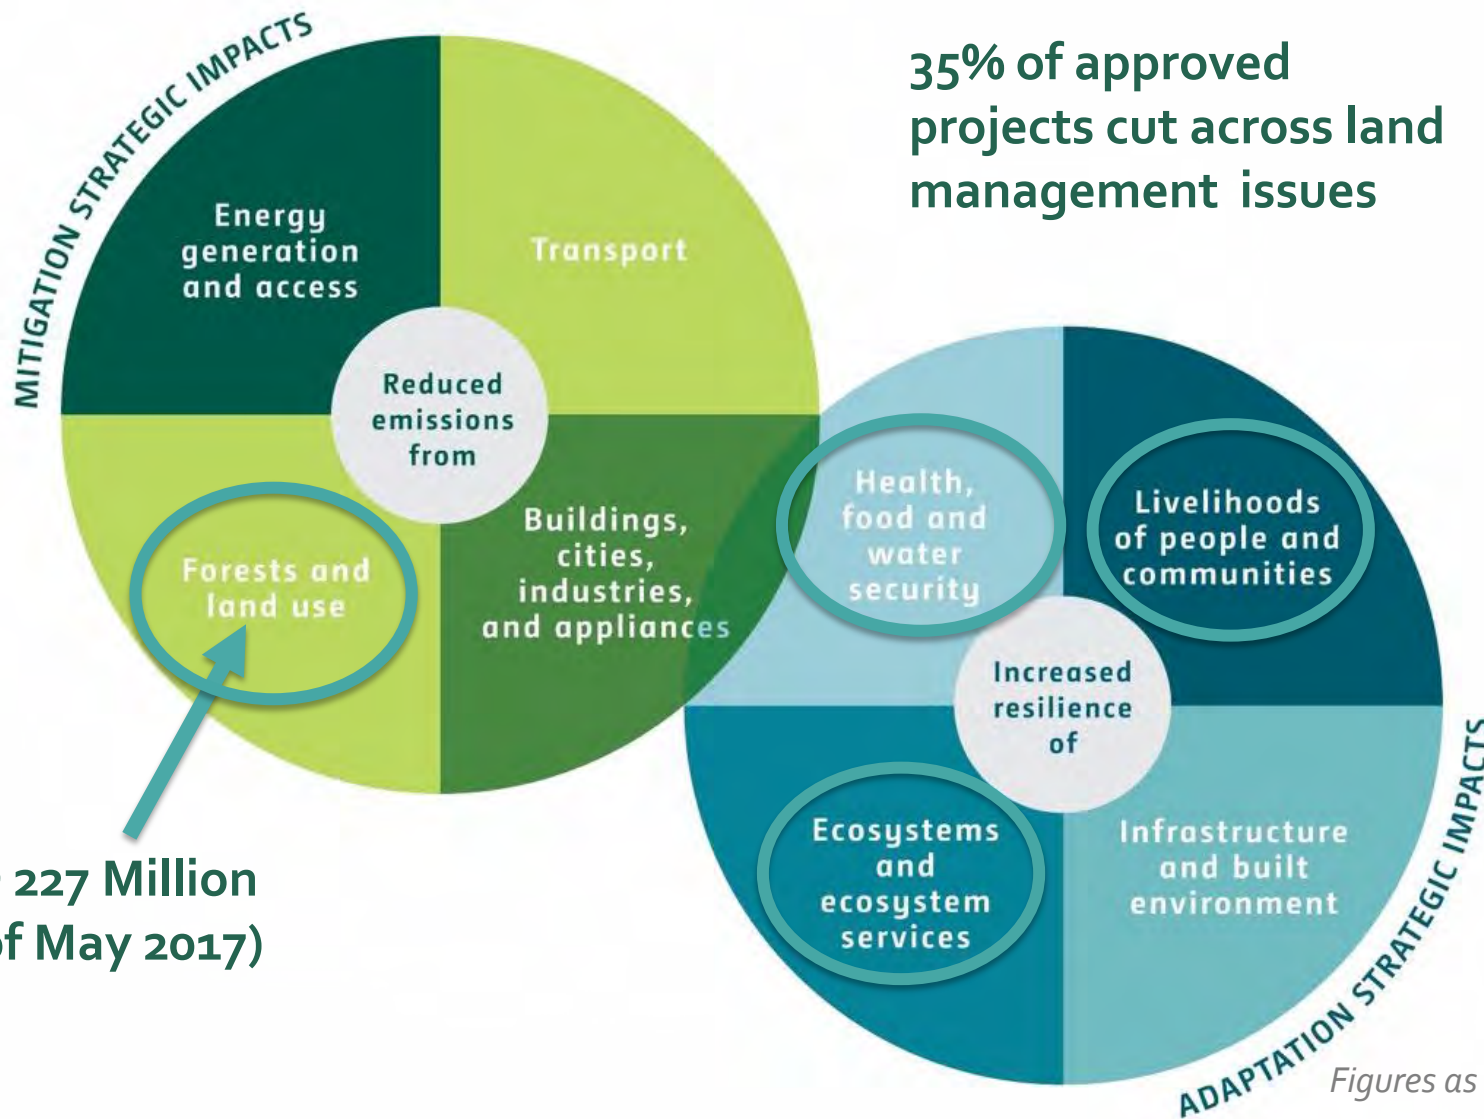 MITIGATION STRATEGIC IMPACTS
35% of approved
projects cut across land
management issues
Energy
generation
and access
Transport
Reduced
emissions
from
Forests and
land use
Buildings,
cities,
industries,
and appliances
Health,
food and
water
security
Livelihoods
of people and
communities
Increased
resilience
of
Ecosystems
and
ecosystem
services
Infrastructure
and built
environment
227 Million
of May 2017)
ADAPTATION STRATEGIC IMPACTS
Figures as